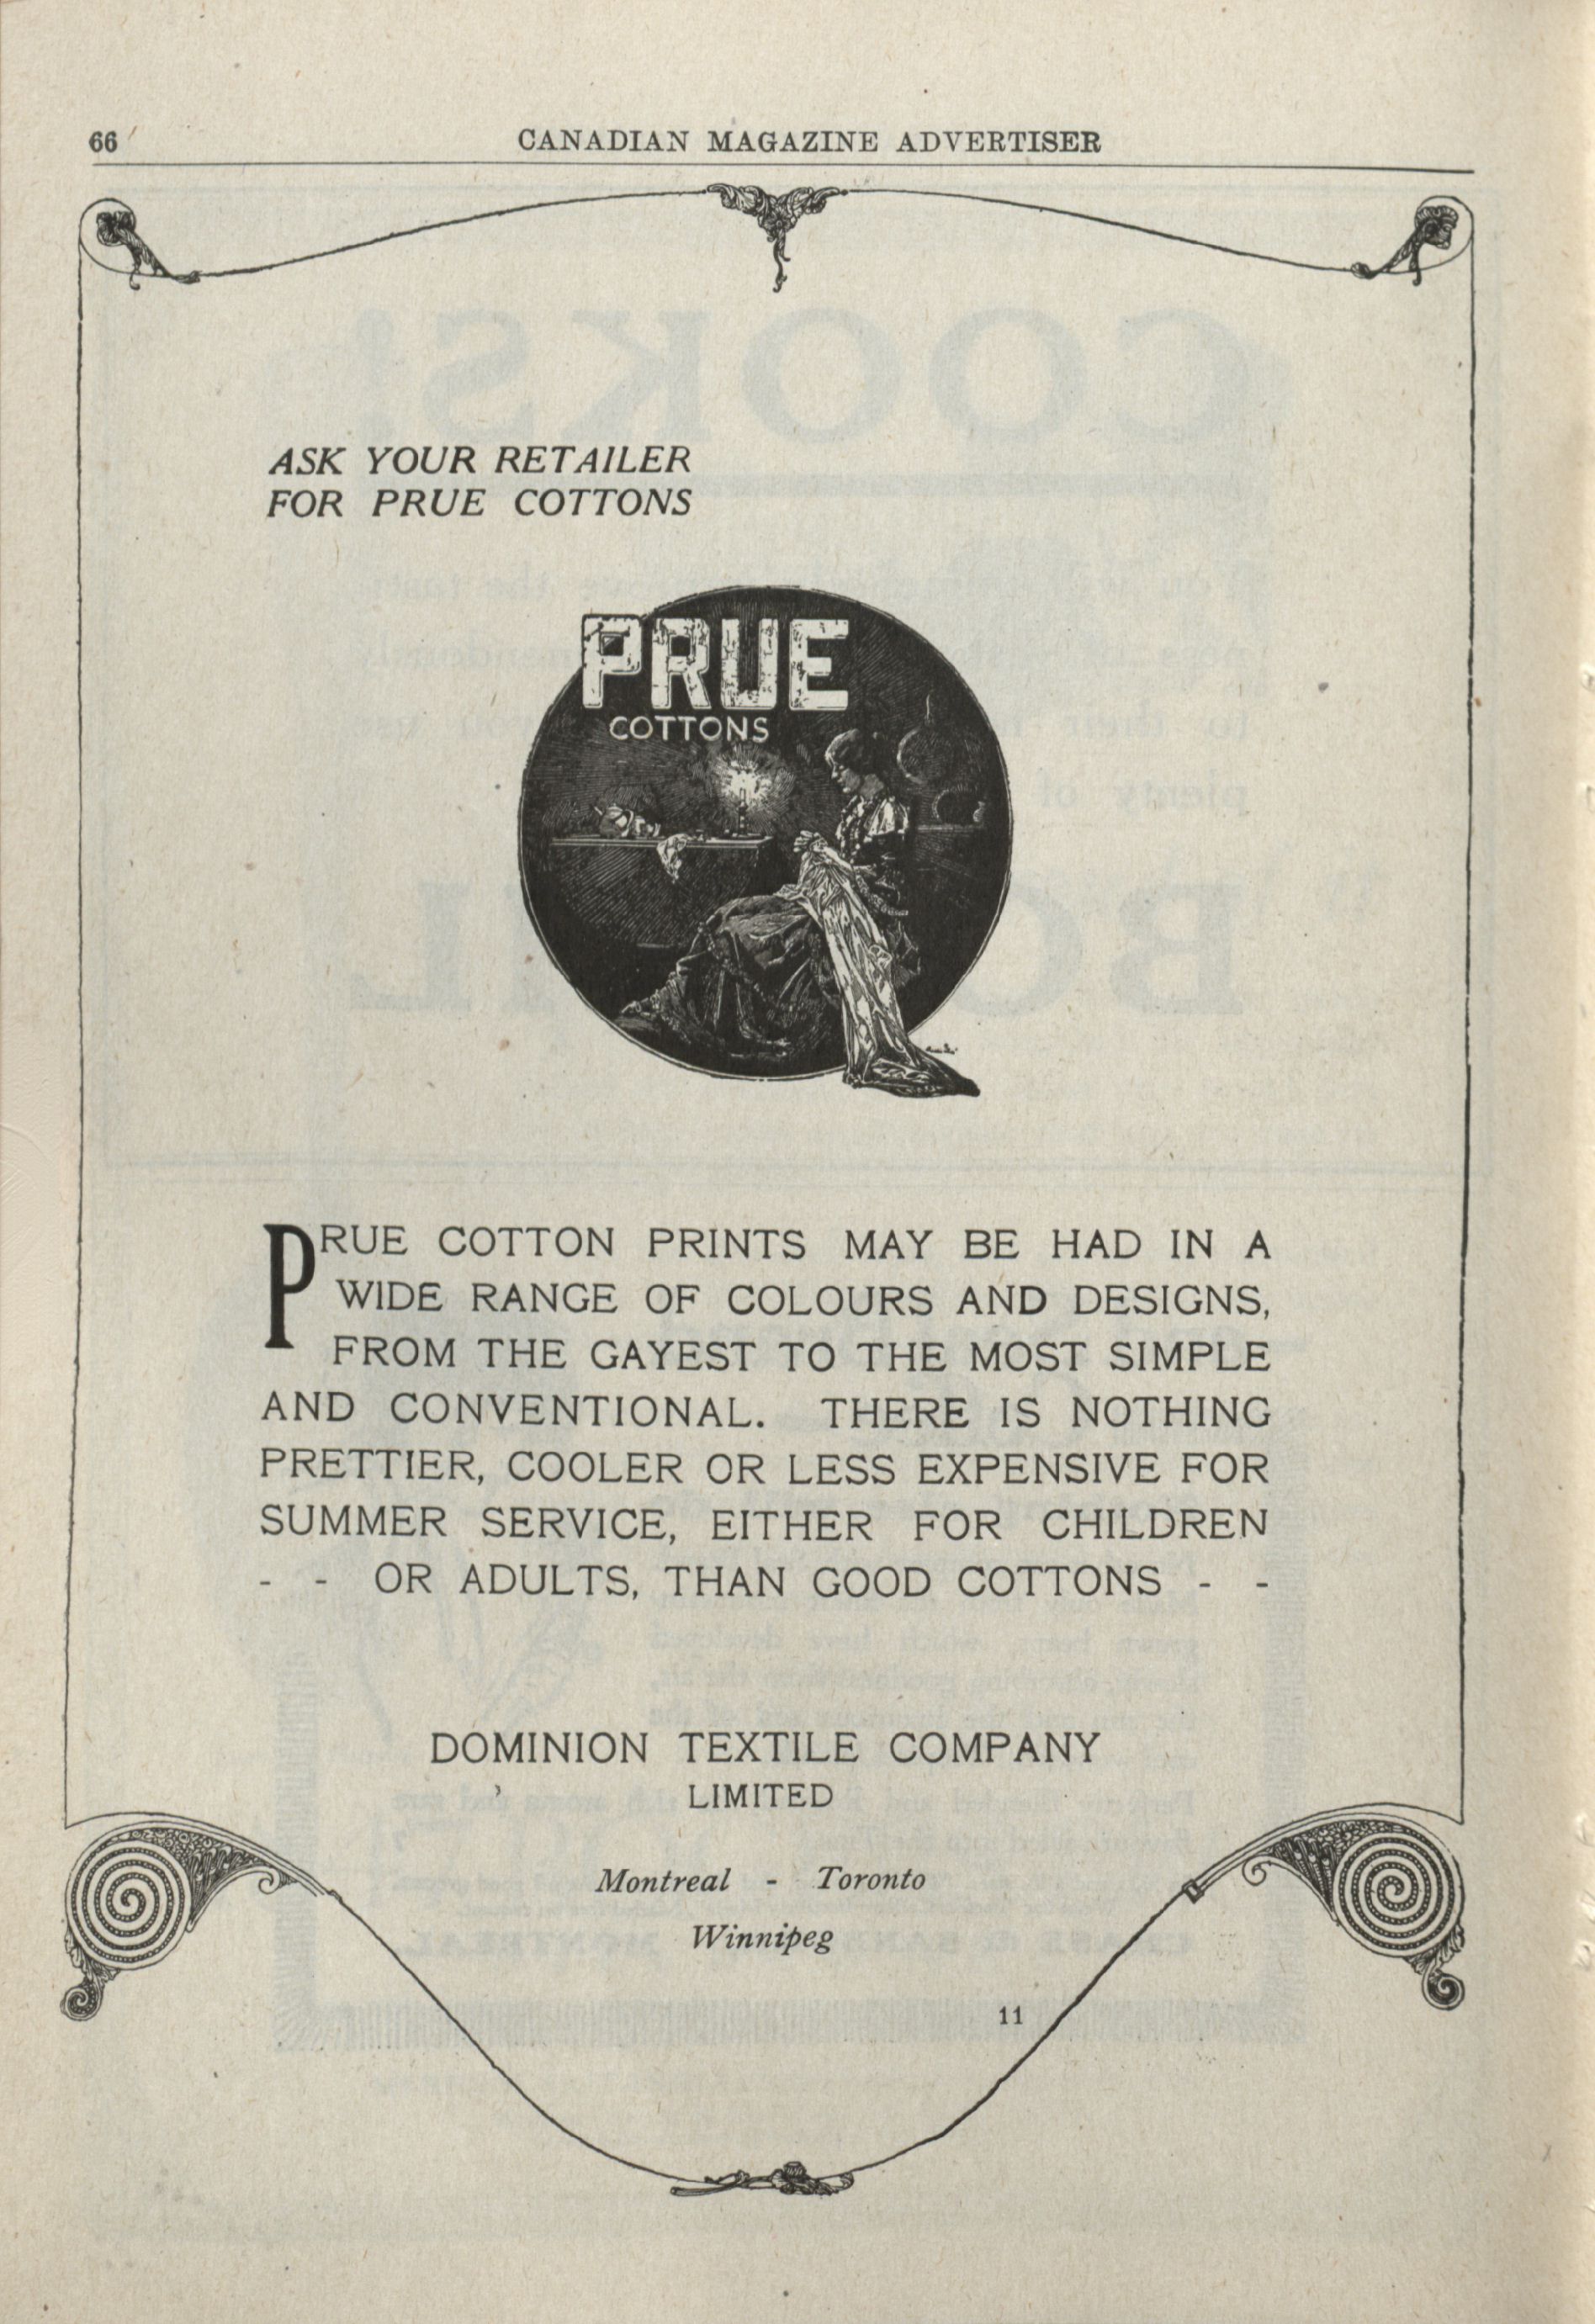 66
CANADIAN MAGAZINE ADVERTISER
ASK YOUR RETAILER
FOR PRUE COTTONS
PRUE
COTTONS
PRUE COTTON PRINTS MAY BE HAD IN A
WIDE RANGE OF COLOURS AND DESIGNS,
FROM THE GAYEST TO THE MOST SIMPLE
AND CONVENTIONAL. THERE IS NOTHING
PRETTIER, COOLER OR LESS EXPENSIVE FOR
SUMMER SERVICE, EITHER FOR CHILDREN
- - OR ADULTS, THAN GOOD COTTONS - -
DOMINION TEXTILE COMPANY
LIMITED
Montreal - Toronto
Winnipeg
11